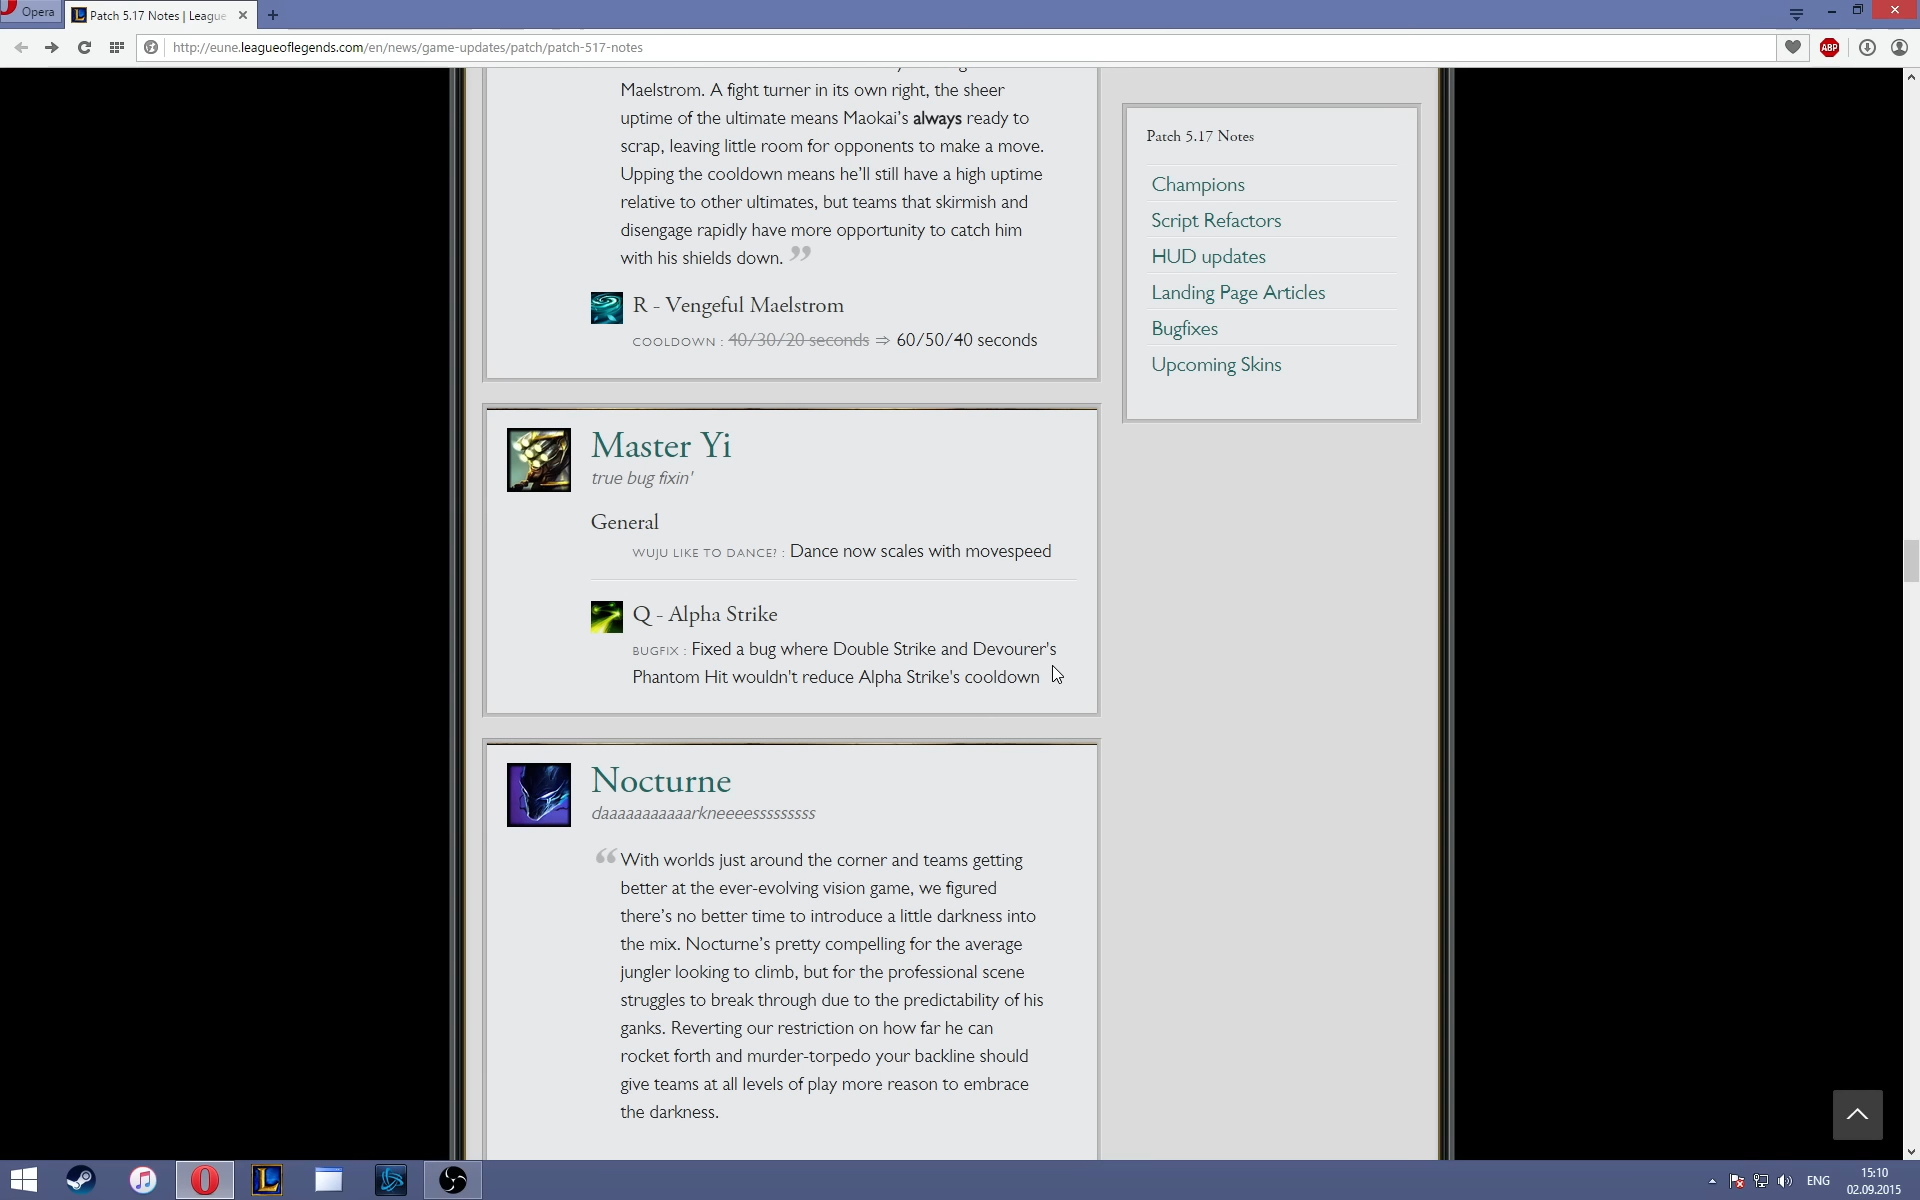 Opera
Patch 5.17 Notes | League
http://eune.leagueoflegends.com/en/news/game-updates/patch/patch-517-notes
ABP
Maelstrom. A fight turner in its own right, the sheer
uptime of the ultimate means Maokai's always ready to
scrap, leaving little room for opponents to make a move.
Upping the cooldown means he'll still have a high uptime
relative to other ultimates, but teams that skirmish and
disengage rapidly have more opportunity to catch him
with his shields down. ”
R - Vengeful Maelstrom
COOLDOWN : 40/30/20 seconds ⇒ 60/50/40 seconds
Master Yi
true bug fixin'
General
WUJU LIKE TO DANCE? : Dance now scales with movespeed
Q - Alpha Strike
BUGFIX : Fixed a bug where Double Strike and Devourer's
Phantom Hit wouldn't reduce Alpha Strike's cooldown
Nocturne
daaaaaaaaaarkneeeesssssssss
“ With worlds just around the corner and teams getting
better at the ever-evolving vision game, we figured
there's no better time to introduce a little darkness into
the mix. Nocturne's pretty compelling for the average
jungler looking to climb, but for the professional scene
struggles to break through due to the predictability of his
ganks. Reverting our restriction on how far he can
rocket forth and murder-torpedo your backline should
give teams at all levels of play more reason to embrace
the darkness.
Patch 5.17 Notes
Champions
Script Refactors
HUD updates
Landing Page Articles
Bugfixes
Upcoming Skins
ENG
15:10
02.09.2015